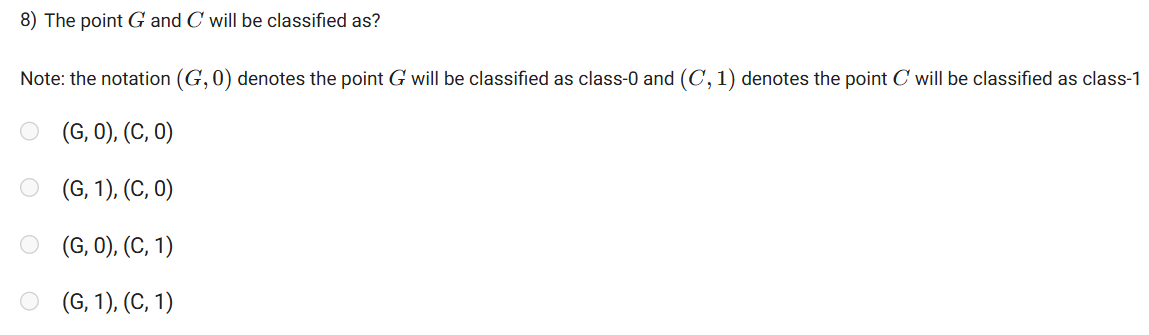 8) The point G and C will be classified as?
Note: the notation (G, 0) denotes the point G will be classified as class-0 and (C, 1) denotes the point C will be classified as class-1
(G, 0), (C, 0)
(G, 1), (C, 0)
(G, 0), (C, 1)
(G, 1), (C, 1)